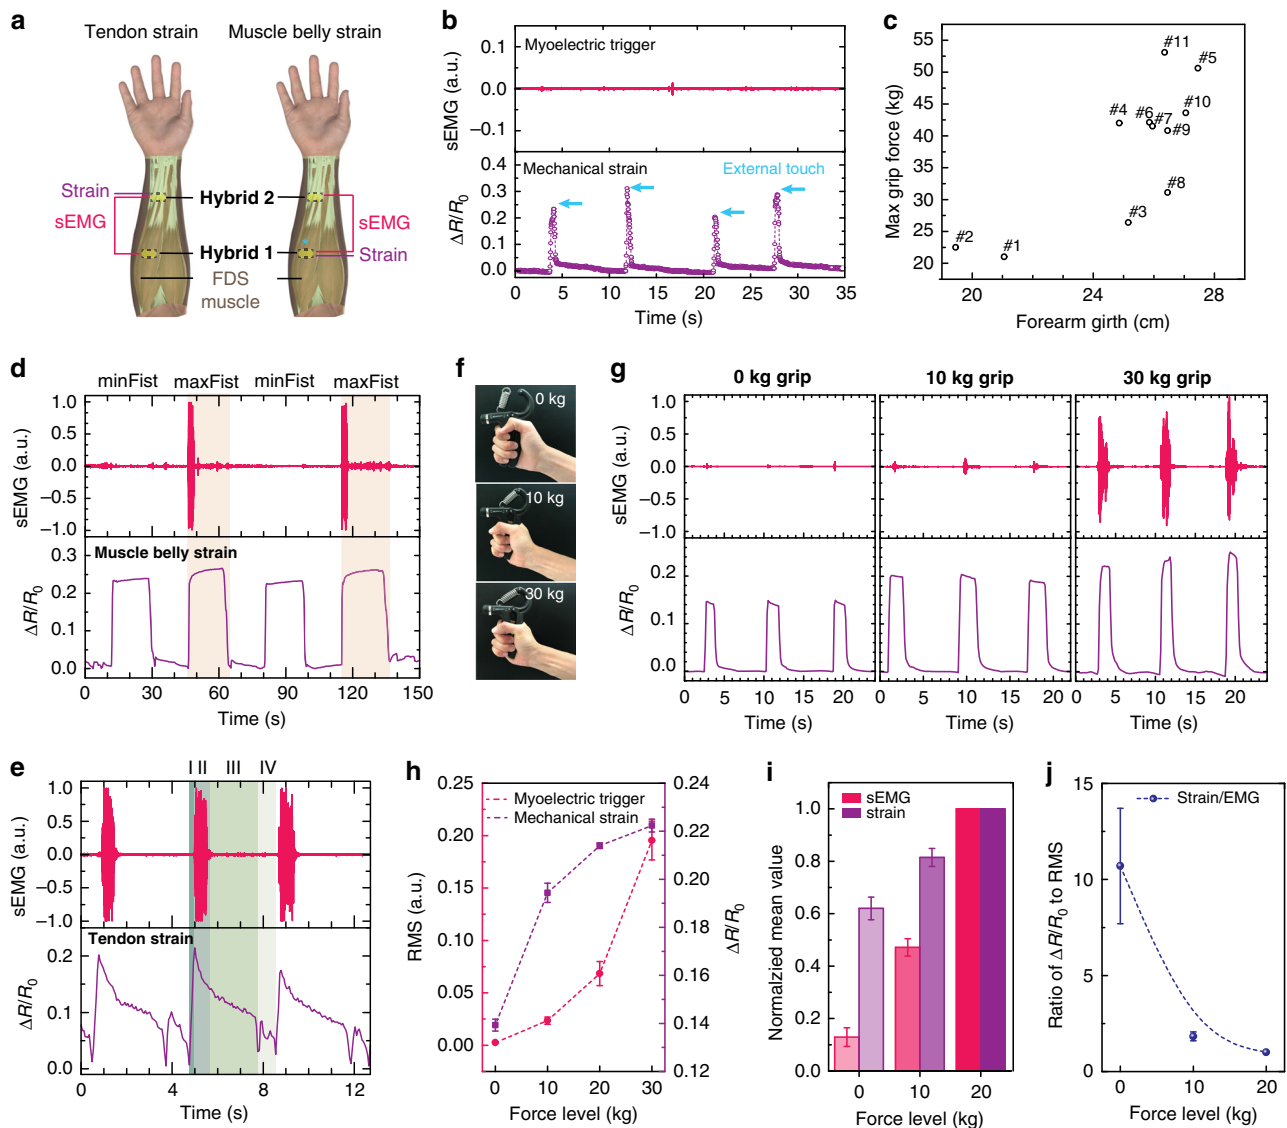 a
Tendon strain
Muscle belly strain
Strain
sEMG
Hybrid 2
Hybrid 1
sEMG
Strain
FDS
muscle
b
Myoelectric trigger
sEMG (a.u.)
0.1
0.0
−0.1
Mechanical strain
External touch
ΔR/R0
0.4
0.3
0.2
0.1
0.0
0 5 10 15 20 25 30 35
Time (s)
c
Max grip force (kg)
55
50
45
40
35
30
25
20
#11
#5
#10
#4
#6
#7
#9
#8
#3
#2
#1
20 24 28
Forearm girth (cm)
d
minFist maxFist minFist maxFist
sEMG (a.u.)
1.0
0.5
0.0
−0.5
−1.0
Muscle belly strain
ΔR/R0
0.3
0.2
0.1
0.0
0 30 60 90 120 150
Time (s)
f
0 kg
10 kg
30 kg
g
0 kg grip
10 kg grip
30 kg grip
sEMG (a.u.)
1.0
0.5
0.0
−0.5
−1.0
ΔR/R0
0.2
0.1
0.0
0 5 10 15 20
0 5 10 15 20
0 5 10 15 20
Time (s)
Time (s)
Time (s)
e
I II III IV
sEMG (a.u.)
1.0
0.5
0.0
−0.5
−1.0
Tendon strain
ΔR/R0
0.2
0.1
0.0
0 4 8 12
Time (s)
h
RMS (a.u.)
0.25
0.20
0.15
0.10
0.05
0.00
Myoelectric trigger
Mechanical strain
0.24
0.22
0.20
0.18
0.16
0.14
0.12
ΔR/R0
0 10 20 30
Force level (kg)
i
Normalzied mean value
1.0
0.8
0.6
0.4
0.2
0.0
sEMG
strain
0 10 20
Force level (kg)
j
Ratio of ΔR/R0 to RMS
15
10
5
0
Strain/EMG
0 10 20
Force level (kg)